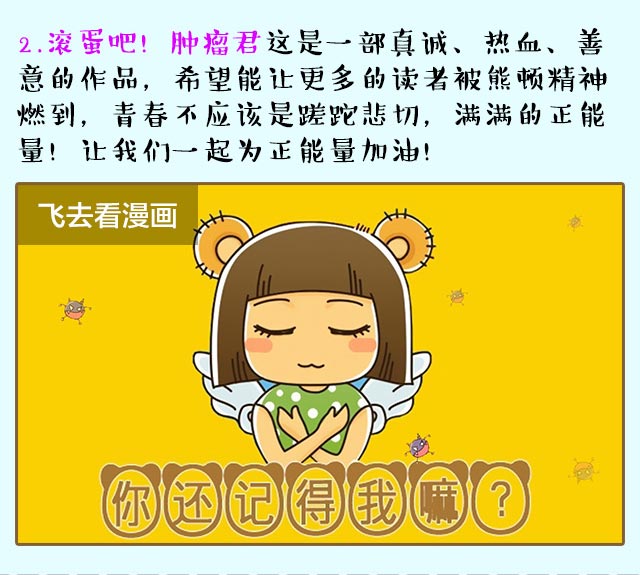 2.滚蛋吧！肿瘤君这是一部真诚、热血、善
意的作品，希望能让更多的读者被熊顿精神
燃到，青春不应该是蹉跎悲切，满满的正能
量！让我们一起为正能量加油！
飞去看漫画
你还记得我嘛？